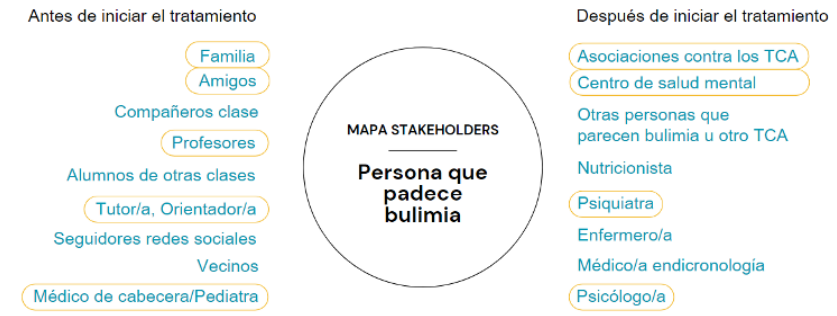 Antes de iniciar el tratamiento
Familia
Amigos
Compañeros clase
Profesores
Alumnos de otras clases
Tutor/a, Orientador/a
Seguidores redes sociales
Vecinos
Médico de cabecera/Pediatra
MAPA STAKEHOLDERS
Persona que
padece
bulimia
Después de iniciar el tratamiento
Asociaciones contra los TCA
Centro de salud mental
Otras personas que
parecen bulimia u otro TCA
Nutricionista
Psiquiatra
Enfermero/a
Médico/a endicronología
Psicólogo/a